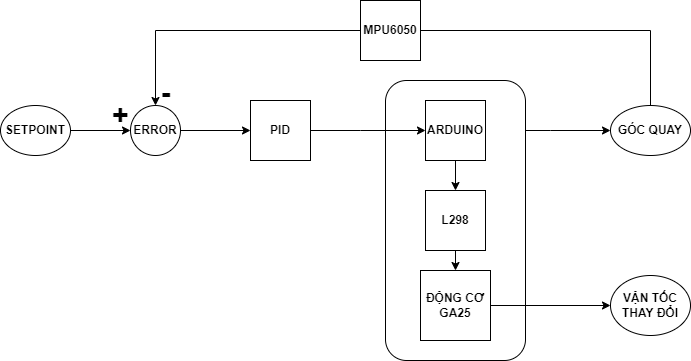 MPU6050
+
-
SETPOINT
ERROR
PID
ARDUINO
GÓC QUAY
L298
ĐỘNG CƠ
GA25
VẬN TỐC
THAY ĐỔI